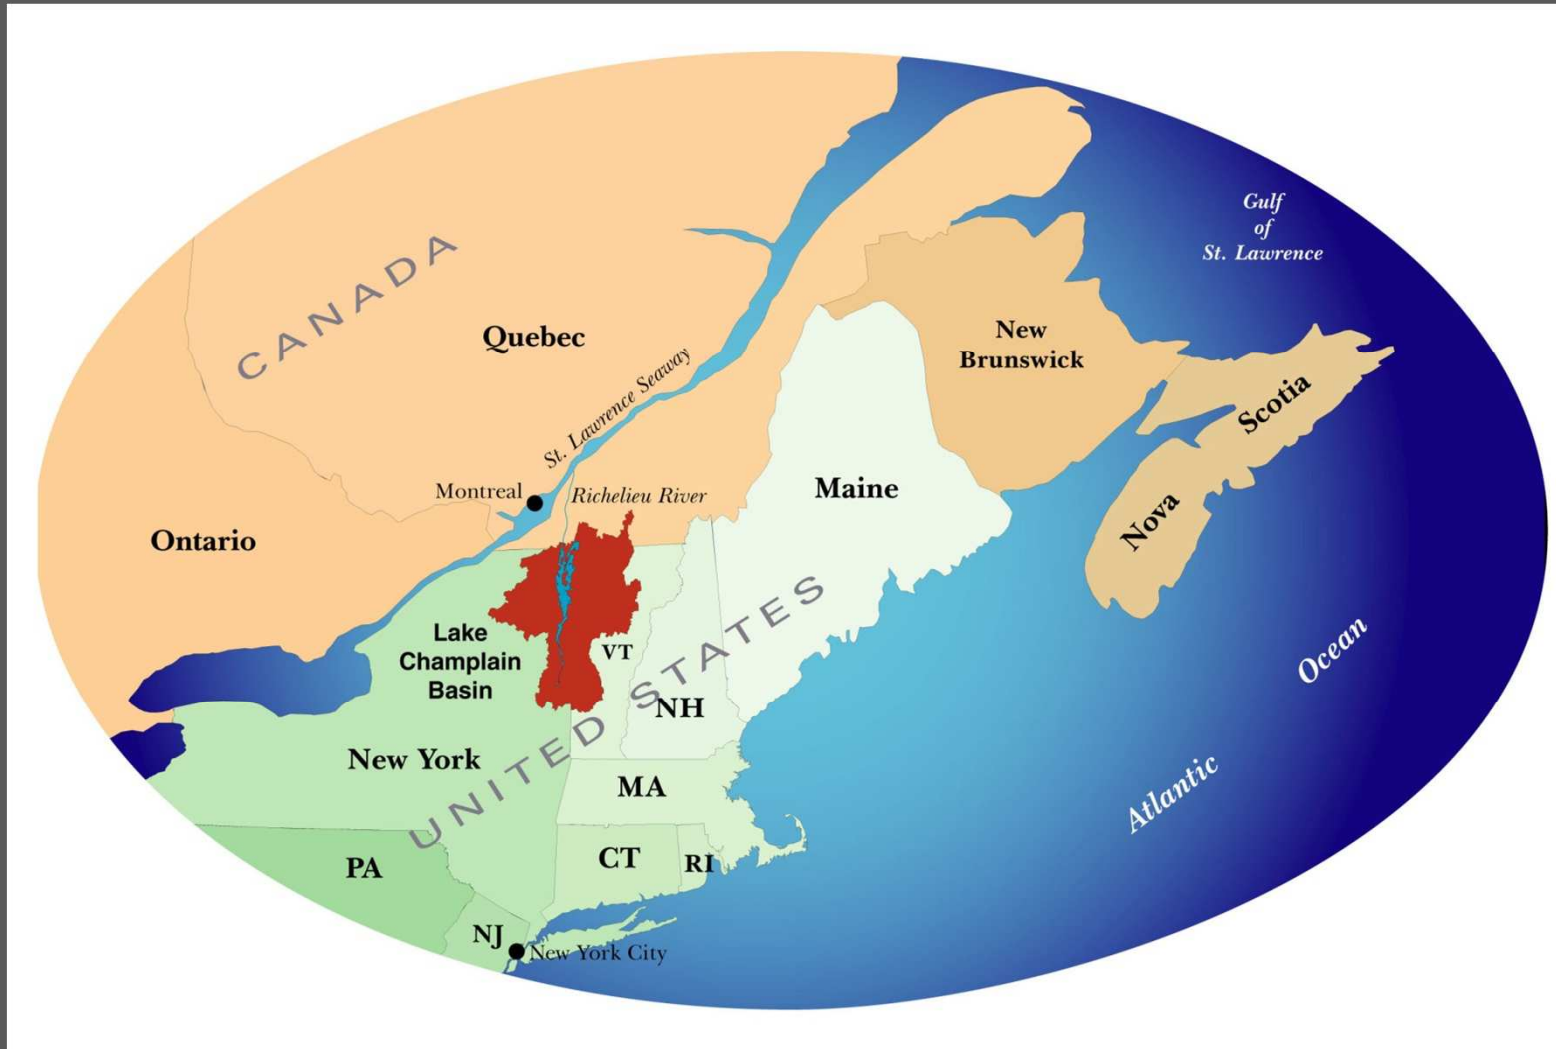 Gulf
of
St. Lawrence
CANADA
Quebec
New
Brunswick
St. Lawrence Seaway
Scotia
Montreal
Richelieu River
Maine
Nova
Ontario
Lake
Champlain
Basin
VT
UNITED STATES
NH
Ocean
New York
MA
Atlantic
PA
CT
RI
NJ
New York City